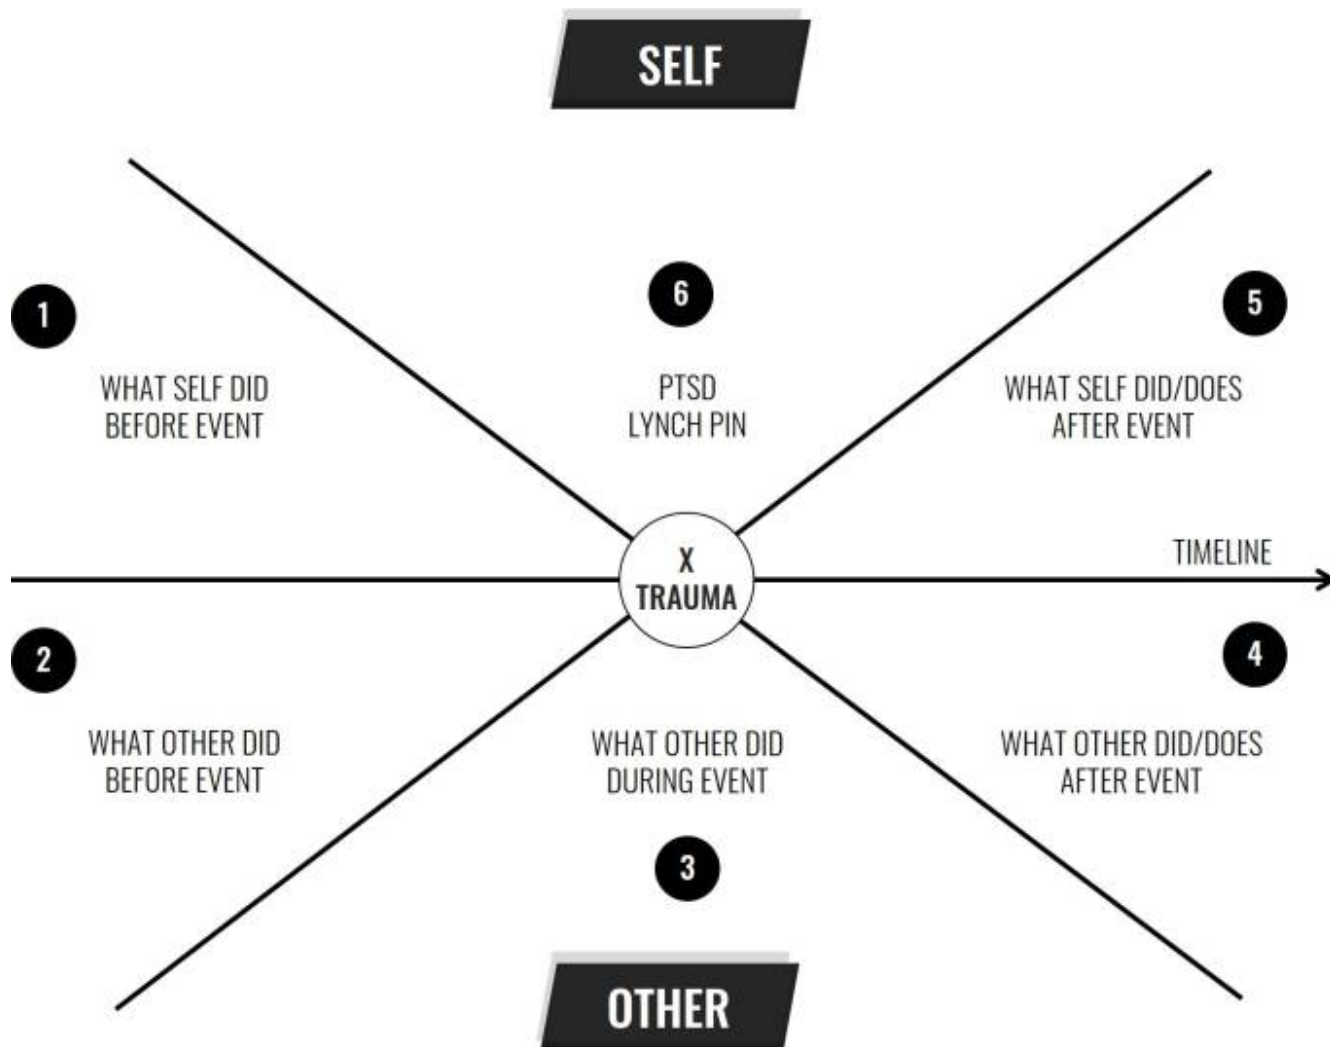 SELF
1
WHAT SELF DID
BEFORE EVENT
6
PTSD
LYNCH PIN
5
WHAT SELF DID/DOES
AFTER EVENT
X
TRAUMA
TIMELINE
2
WHAT OTHER DID
BEFORE EVENT
WHAT OTHER DID
DURING EVENT
3
4
WHAT OTHER DID/DOES
AFTER EVENT
OTHER